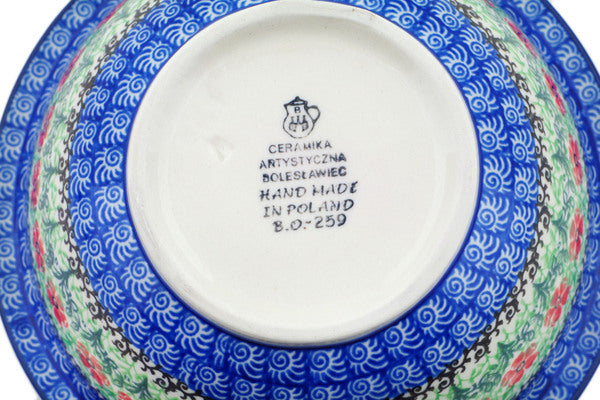 B
CERAMIKA
ARTYSTYCZNA
BOLESŁAWIEC
HAND MADE
IN POLAND
B.O.-259